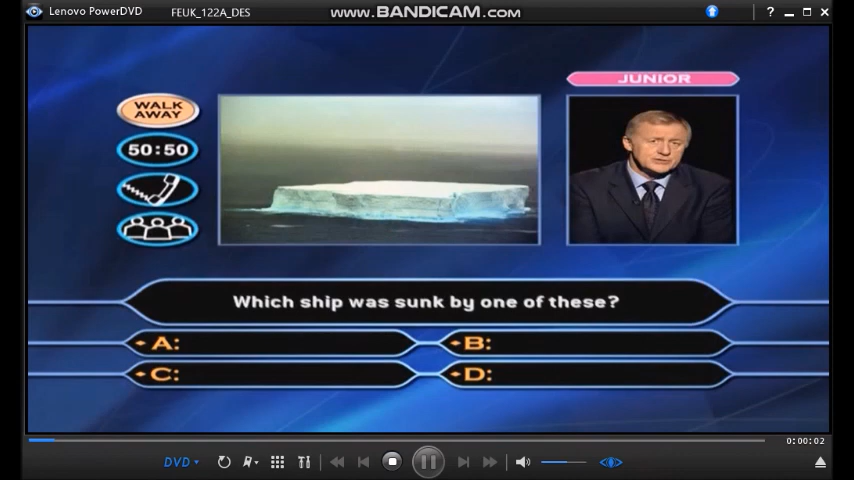 Lenovo PowerDVD
FEUK_122A_DES
www.BANDICAM.com
?
JUNIOR
WALK
AWAY
50:50
Which ship was sunk by one of these?
A:
B:
C:
D:
0:00:02
DVD